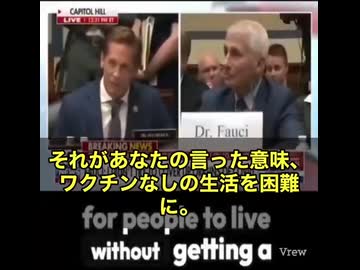 CAPITOL HILL
Dr. Fauci
BREAKING NEWS
それがあなたの言った意味、
ワクチンなしの生活を困難
に。
for people to live
without getting a
Vrew